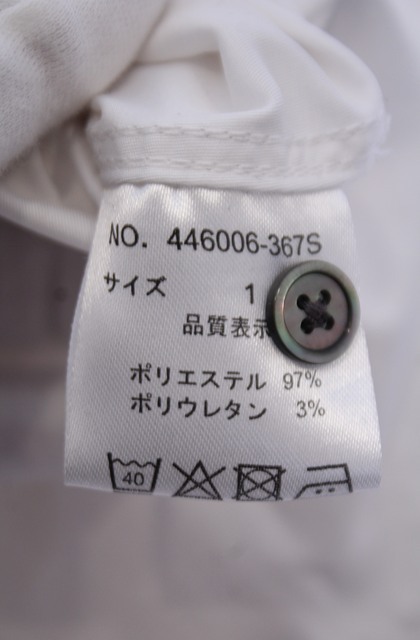 NO. 446006-367S
サイズ 1
品質表示
ポリエステル 97%
ポリウレタン 3%
40